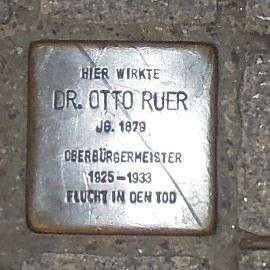 HIER WIRKTE
DR. OTTO RUER
JG. 1879
OBERBÜRGERMEISTER
1925–1933
FLUCHT IN DEN TOD